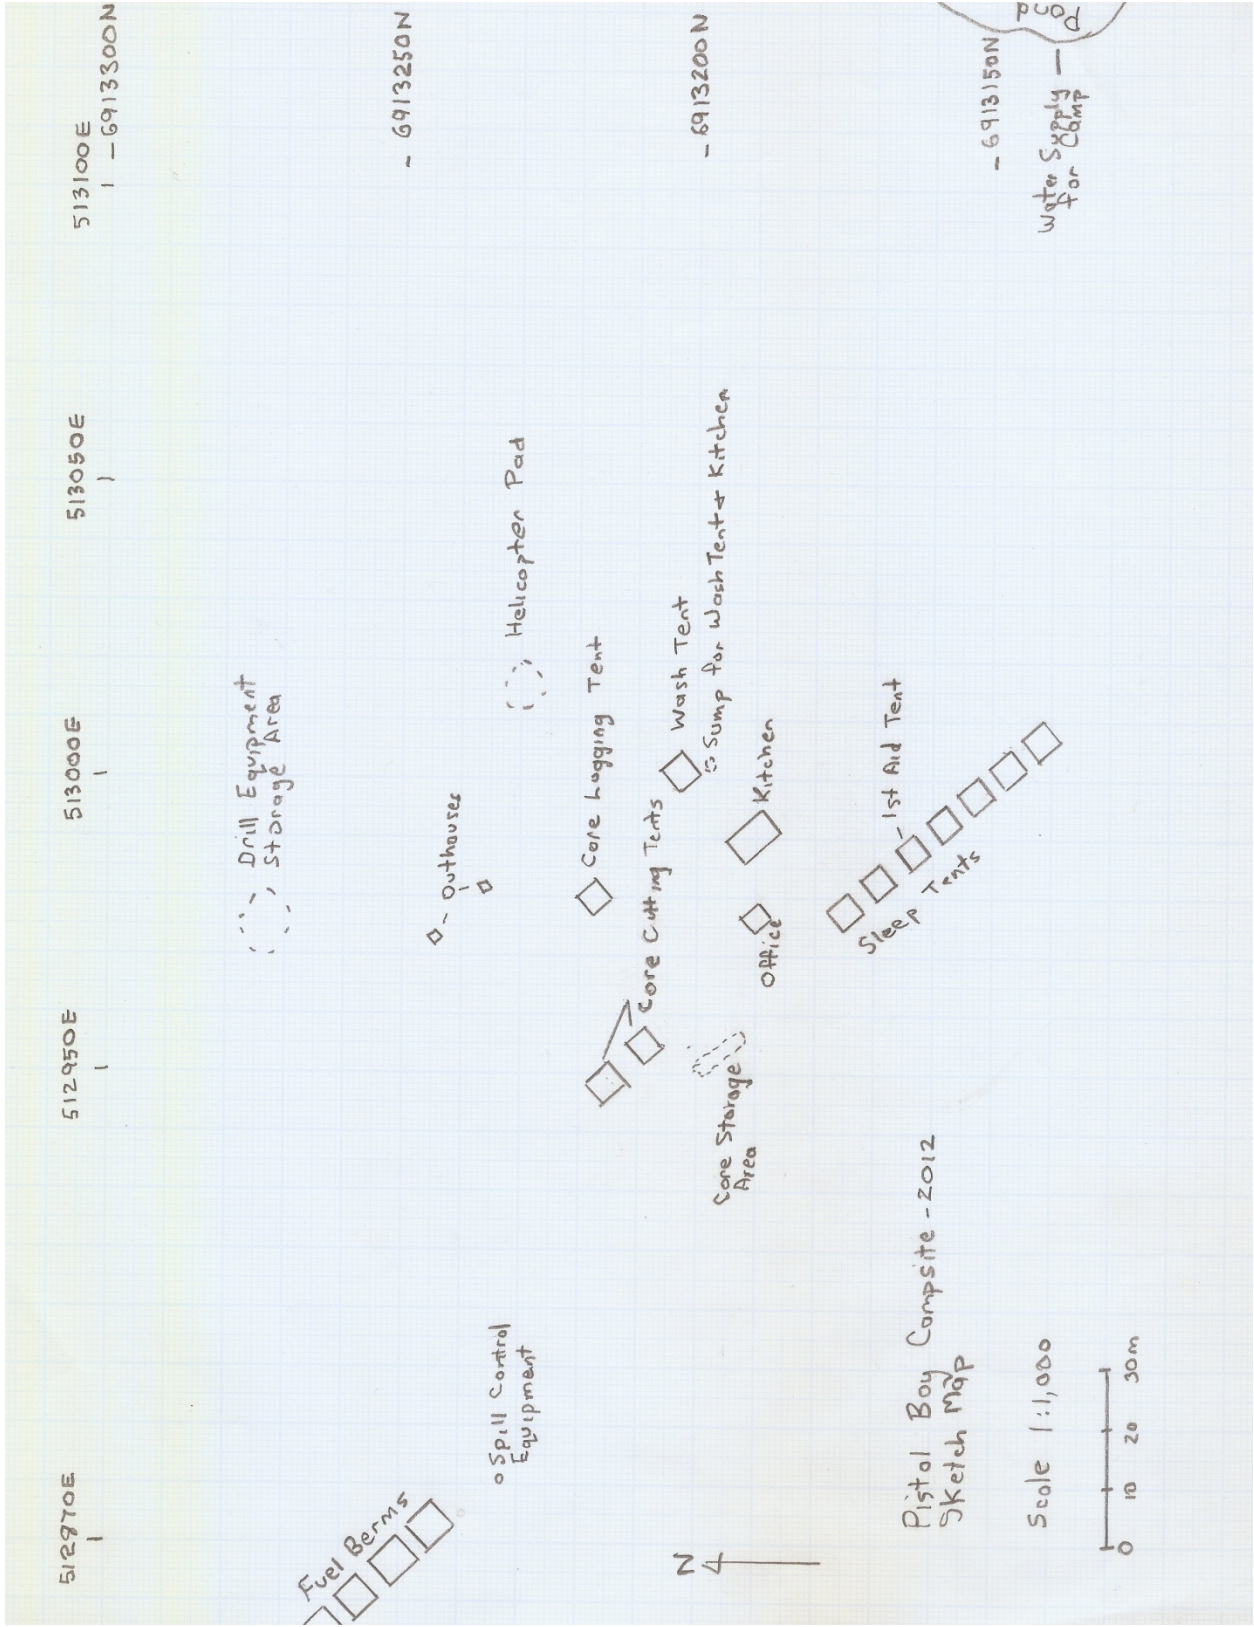 512870E
512950E
513000E
513050E
513100E
- 6913300N
- 6913250N
- 6913200N
- 6913150N
Pond
Water Supply —
for Camp
Drill Equipment
Storage Area
Helicopter Pad
- Outhouses
Core Logging Tent
Core Cutting Tents
Wash Tent
Sump for Wash Tent + Kitchen
Kitchen
Office
- 1st Aid Tent
Sleep Tents
Core Storage
Area
Fuel Berms
Spill Control
Equipment
N
Pistol Boy Campsite - 2012
Sketch Map
Scale 1:1,000
0 10 20 30m